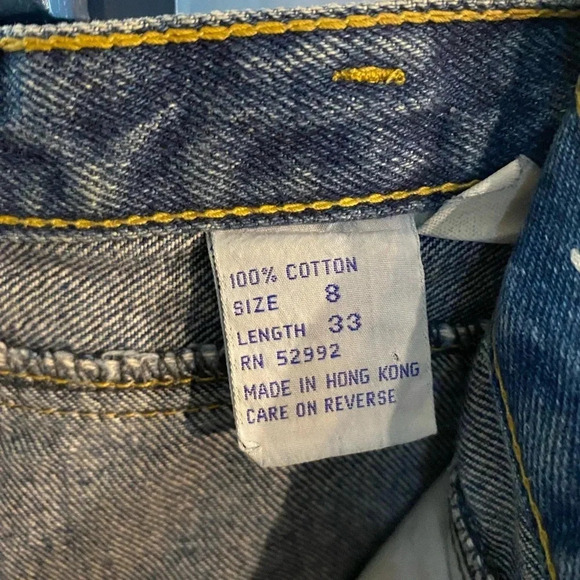 100% COTTON
SIZE 8
LENGTH 33
RN 52992
MADE IN HONG KONG
CARE ON REVERSE